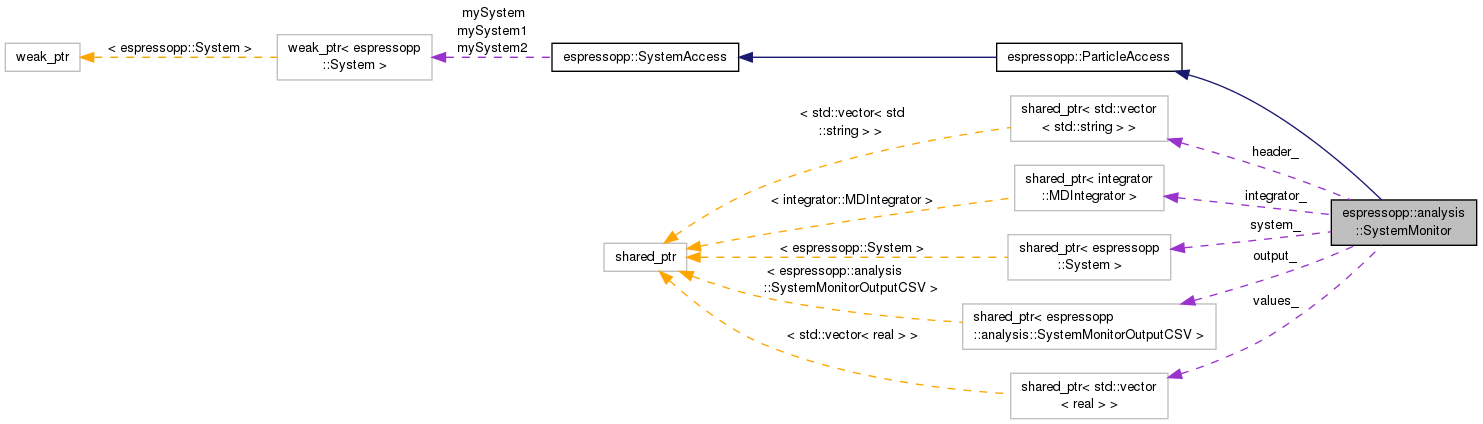 mySystem
mySystem1
mySystem2
weak_ptr
< espressopp::System >
weak_ptr< espressopp
::System >
espressopp::SystemAccess
espressopp::ParticleAccess
< std::vector< std
::string > >
shared_ptr< std::vector
< std::string > >
header_
< integrator::MDIntegrator >
shared_ptr< integrator
::MDIntegrator >
integrator_
espressopp::analysis
::SystemMonitor
shared_ptr
< espressopp::System >
shared_ptr< espressopp
::System >
system_
< espressopp::analysis
::SystemMonitorOutputCSV >
output_
shared_ptr< espressopp
::analysis::SystemMonitorOutputCSV >
values_
< std::vector< real > >
shared_ptr< std::vector
< real > >